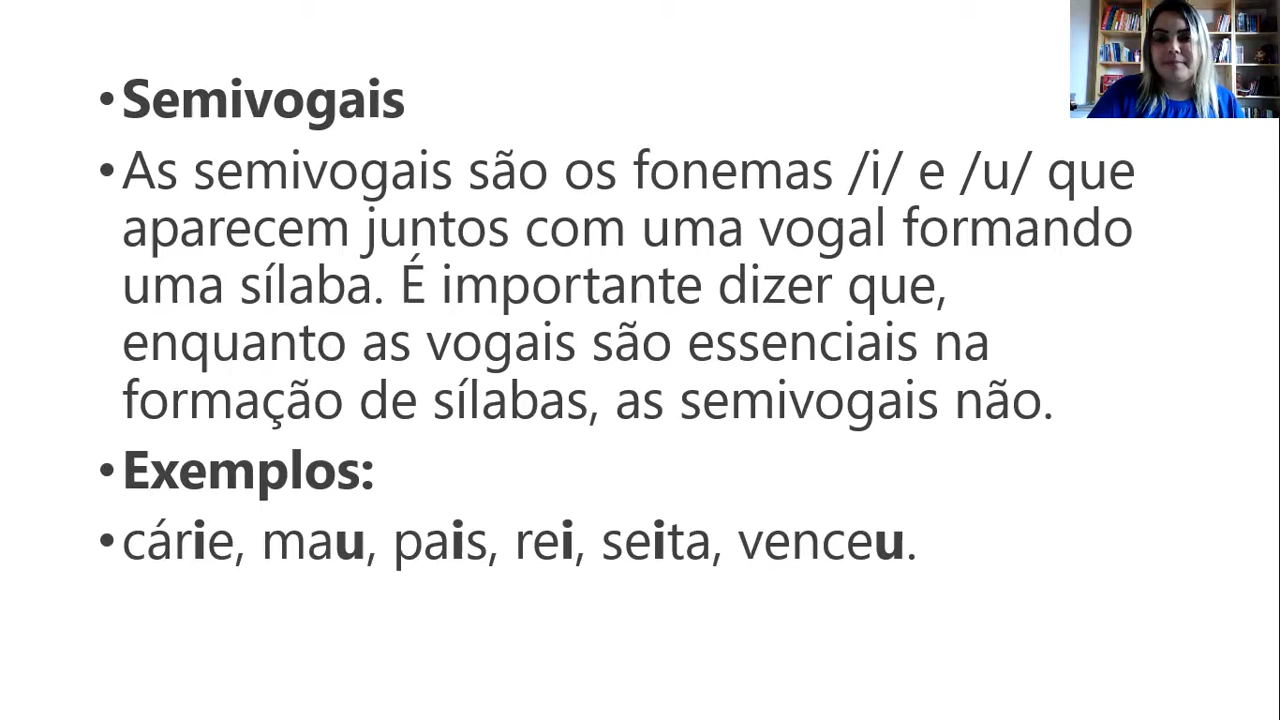 •Semivogais
•As semivogais são os fonemas /i/ e /u/ que
aparecem juntos com uma vogal formando
uma sílaba. É importante dizer que,
enquanto as vogais são essenciais na
formação de sílabas, as semivogais não.
•Exemplos:
•cárie, mau, pais, rei, seita, venceu.